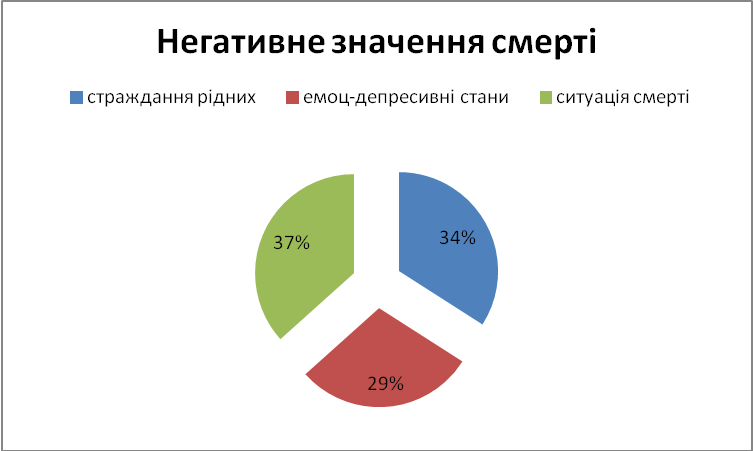 Негативне значення смерті
страждання рідних емоц-депресивні стани ситуація смерті
37% 34%
29%